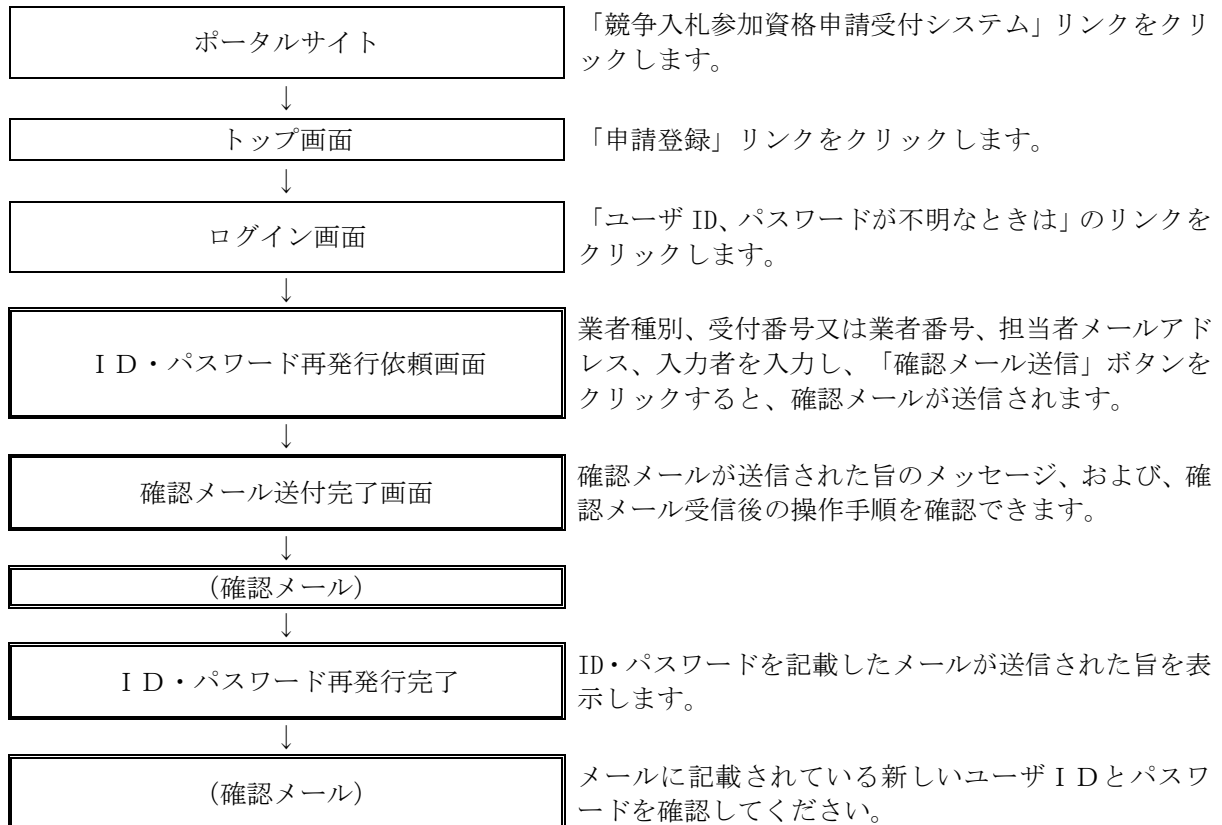 ポータルサイト
「競争入札参加資格申請受付システム」リンクをクリ
ックします。
↓
トップ画面
「申請登録」リンクをクリックします。
↓
ログイン画面
「ユーザ ID、パスワードが不明なときは」のリンクを
クリックします。
↓
ＩＤ・パスワード再発行依頼画面
業者種別、受付番号又は業者番号、担当者メールアド
レス、入力者を入力し、「確認メール送信」ボタンを
クリックすると、確認メールが送信されます。
↓
確認メール送付完了画面
確認メールが送信された旨のメッセージ、および、確
認メール受信後の操作手順を確認できます。
↓
（確認メール）
↓
ＩＤ・パスワード再発行完了
ID・パスワードを記載したメールが送信された旨を表
示します。
↓
（確認メール）
メールに記載されている新しいユーザＩＤとパスワ
ードを確認してください。